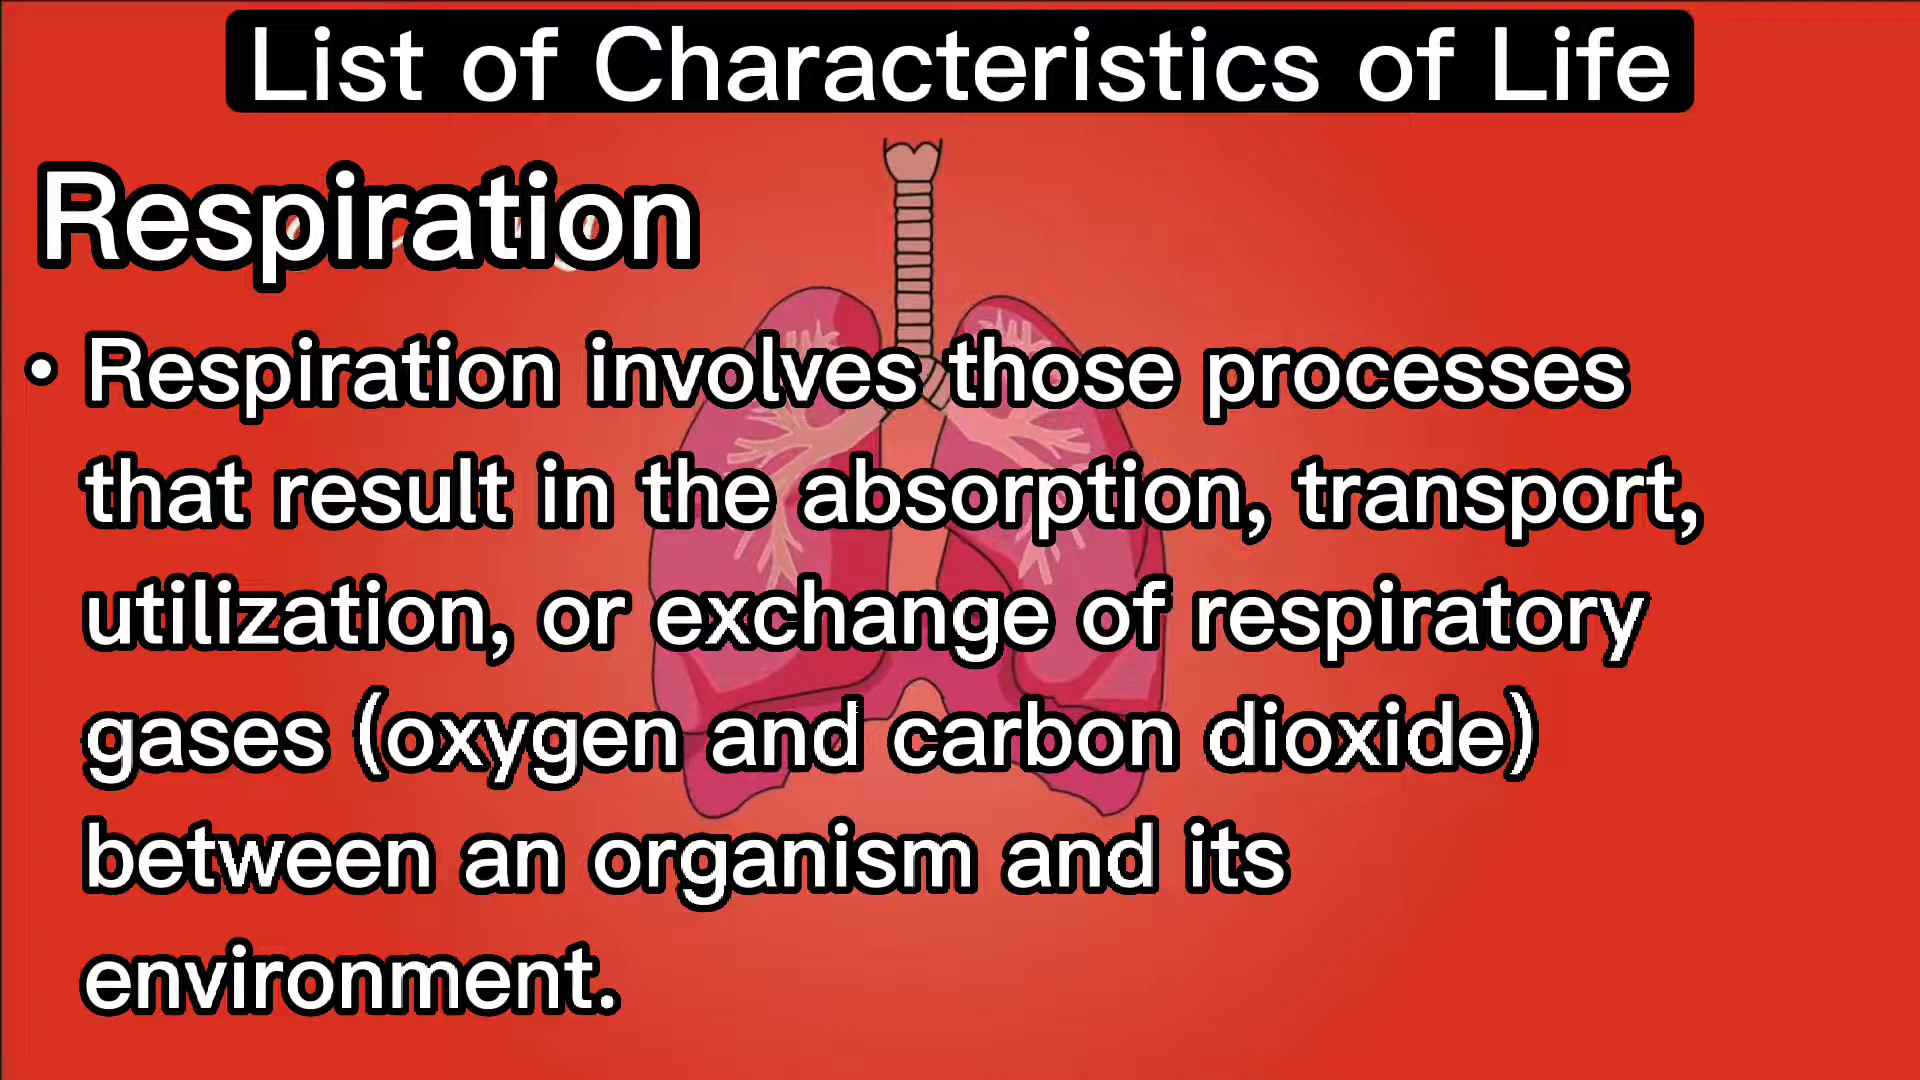 List of Characteristics of Life
Respiration
• Respiration involves those processes
that result in the absorption, transport,
utilization, or exchange of respiratory
gases (oxygen and carbon dioxide)
between an organism and its
environment.